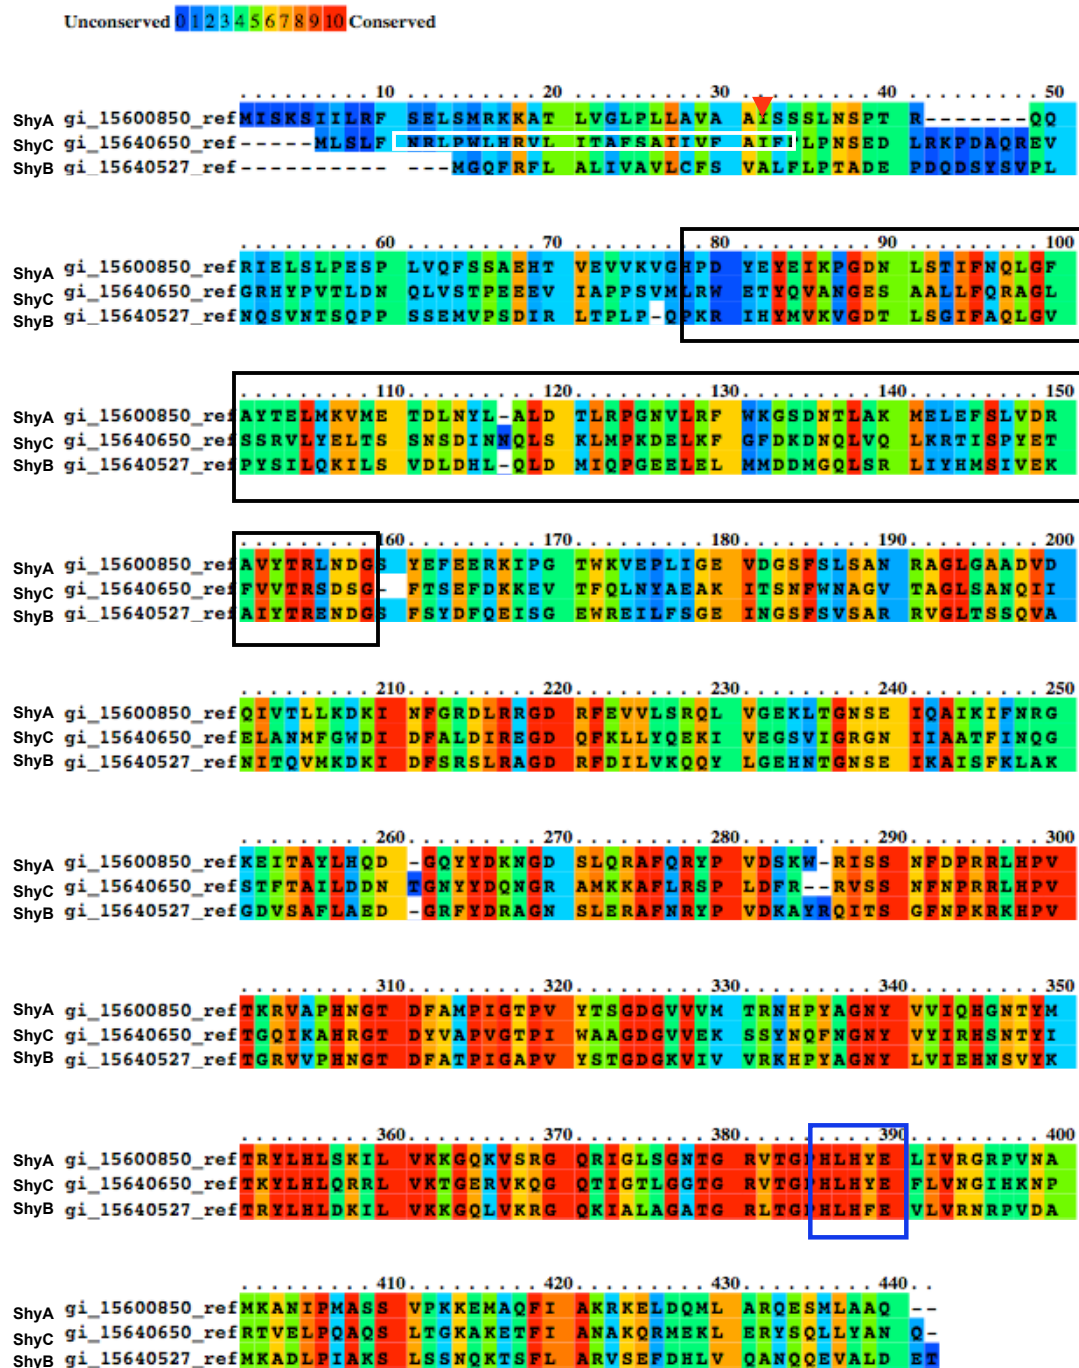 Unconserved 0 1 2 3 4 5 6 7 8 9 10 Conserved
. . . . . . . . . 10 . . . . . . . . . 20 . . . . . . . . . 30 . . . . . . . . . 40 . . . . . . . . . 50
ShyA gi_15600850_ref MISKSIILRF SELSMRKKAT LVGLPLLAVA AISSSLNSPT R-------QQ
ShyC gi_15640650_ref -----MLSLF NRLPWLHRVL ITAFSAIIVF AIFPLPNSED LRKPDAQREV
ShyB gi_15640527_ref ---------- ---MGQFRFL ALIVAVLCFS VALFLPTADE PDQDSYSVPL
. . . . . . . . . 60 . . . . . . . . . 70 . . . . . . . . . 80 . . . . . . . . . 90 . . . . . . . . . 100
ShyA gi_15600850_ref RIELSLPESP LVQFSSAEHT VEVVKVGHPD YEYEIKPGDN LSTIFNQLGF
ShyC gi_15640650_ref GRHYPVTLDN QLVSTPEEEV IAPPSVMLRW ETYQVANGES AALLFQRAGL
ShyB gi_15640527_ref NQSVNTSQPP SSEMVPSDIR LTPLP-QPKR IHYMVKVGDT LSGIFAQLGV
. . . . . . . . . 110 . . . . . . . . . 120 . . . . . . . . . 130 . . . . . . . . . 140 . . . . . . . . . 150
ShyA gi_15600850_ref AYTELMKVME TDLNYL-ALD TLRPGNVLRF WKGSDNTLAK MELEFSLVDR
ShyC gi_15640650_ref SSRVLYELTS SNSDINNQLS KLMPKDELKF GFDKDNQLVQ LKRTISPYET
ShyB gi_15640527_ref PYSILQKILS VDLDHL-QLD MIQPGEELEL MMDDMGQLSR LIYHMSIVEK
. . . . . . . . . 160 . . . . . . . . . 170 . . . . . . . . . 180 . . . . . . . . . 190 . . . . . . . . . 200
ShyA gi_15600850_ref AVYTRLNDGS YEFEERKIPG TWKVEPLIGE VDGSFSLSAN RAGLGAADVD
ShyC gi_15640650_ref FVVTRSDSG- FTSEFDKKEV TFQLNYAEAK ITSNFWNAGV TAGLSANQII
ShyB gi_15640527_ref AIYTRENDGS FSYDFQEISG EWREILFSGE INGSFSVSAR RVGLTSSQVA
. . . . . . . . . 210 . . . . . . . . . 220 . . . . . . . . . 230 . . . . . . . . . 240 . . . . . . . . . 250
ShyA gi_15600850_ref QIVTLLKDKI NFGRDLRRGD RFEVVLSRQL VGEKLTGNSE IQAIKIFNRG
ShyC gi_15640650_ref ELANMFGWDI DFALDIREGD QFKLLYQEKI VEGSVIGRGN IIAATFINQG
ShyB gi_15640527_ref NITQVMKDKI DFSRSLRAGD RFDILVKQQY LGEHNTGNSE IKAISFKLAK
. . . . . . . . . 260 . . . . . . . . . 270 . . . . . . . . . 280 . . . . . . . . . 290 . . . . . . . . . 300
ShyA gi_15600850_ref KEITAYLHQD -GQYYDKNGD SLQRAFQRYP VDSKW-RISS NFDPRRLHPV
ShyC gi_15640650_ref STFTAILDDN TGNYYDQNGR AMKKAFLRSP LDFR--RVSS NFNPRRLHPV
ShyB gi_15640527_ref GDVSAFLAED -GRFYDRAGN SLERAFNRYP VDKAYRQITS GFNPKRKHPV
. . . . . . . . . 310 . . . . . . . . . 320 . . . . . . . . . 330 . . . . . . . . . 340 . . . . . . . . . 350
ShyA gi_15600850_ref TKRVAPHNGT DFAMPIGTPV YTSGDGVVVM TRNHPYAGNY VVIQHGNTYM
ShyC gi_15640650_ref TGQIKAHRGT DYVAPVGTPI WAAGDGVVEK SSYNQFNGNY VYIRHSNTYI
ShyB gi_15640527_ref TGRVVPHNGT DFATPIGAPV YSTGDGKVIV VRKHPYAGNY LVIEHNSVYK
. . . . . . . . . 360 . . . . . . . . . 370 . . . . . . . . . 380 . . . . . . . . . 390 . . . . . . . . . 400
ShyA gi_15600850_ref TRYLHLSKIL VKKGQKVSRG QRIGLSGNTG RVTGPHLHYE LIVRGRPVNA
ShyC gi_15640650_ref TKYLHLQRRL VKTGERVKQG QTIGTLGGTG RVTGPHLHYE FLVNGIHKNP
ShyB gi_15640527_ref TRYLHLDKIL VKKGQLVKRG QKIALAGATG RLTGPHLHFE VLVRNRPVDA
. . . . . . . . . 410 . . . . . . . . . 420 . . . . . . . . . 430 . . . . . . . . . 440 . .
ShyA gi_15600850_ref MKANIPMASS VPKKEMAQFI AKRKELDQML ARQESMLAAQ --
ShyC gi_15640650_ref RTVELPQAQS LTGKAKETFI ANAKQRMEKL ERYSQLLYAN Q-
ShyB gi_15640527_ref MKADLPIAKS LSSNQKTSFL ARVSEFDHLV QANQQEVALD ET